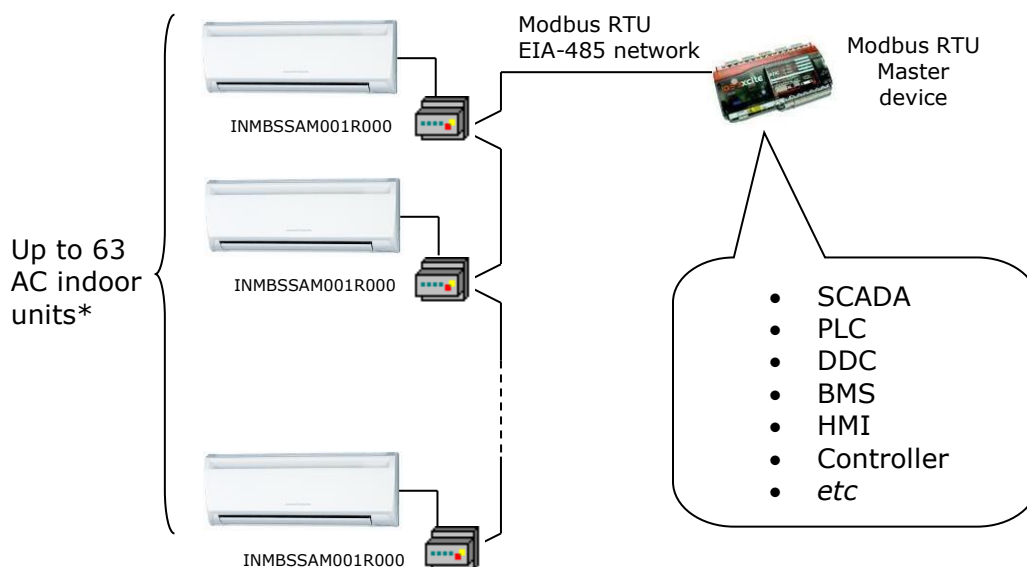 Modbus RTU
EIA-485 network
Modbus RTU
Master
device
INMBSSAM001R000
INMBSSAM001R000
Up to 63
AC indoor
units*
• SCADA
• PLC
• DDC
• BMS
• HMI
• Controller
• etc
INMBSSAM001R000